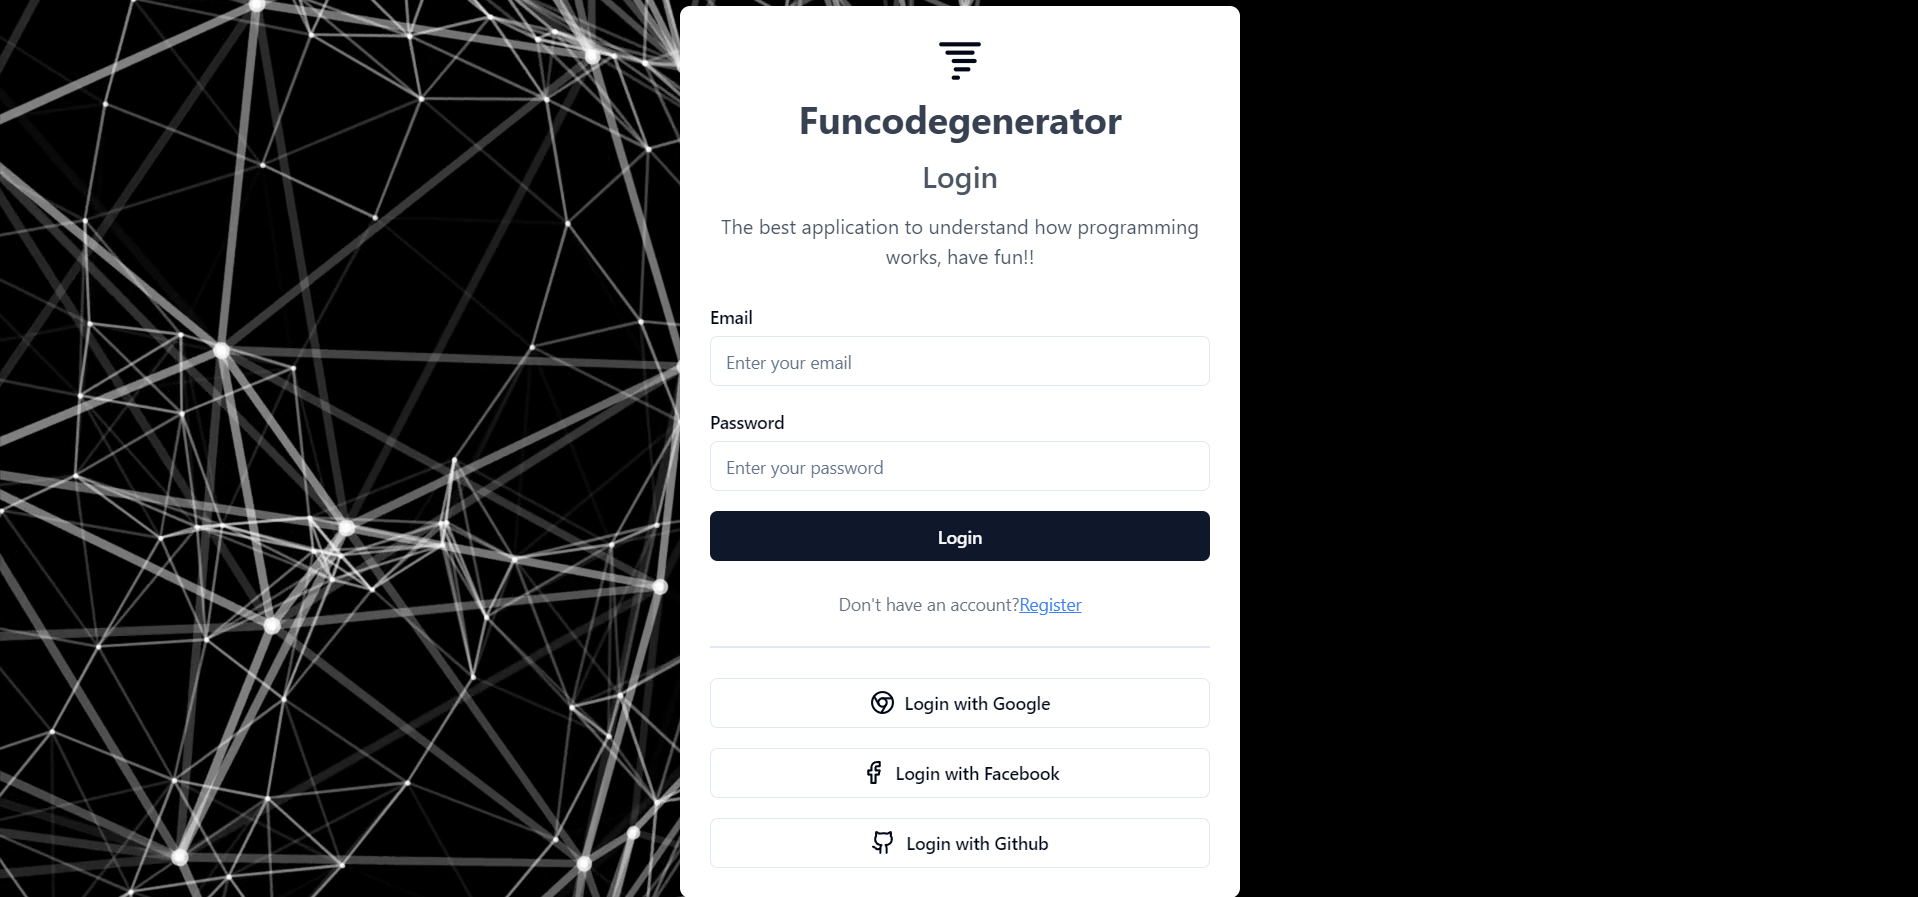 Funcodegenerator
Login
The best application to understand how programming
works, have fun!!
Email
Enter your email
Password
Enter your password
Login
Don't have an account?Register
Login with Google
Login with Facebook
Login with Github